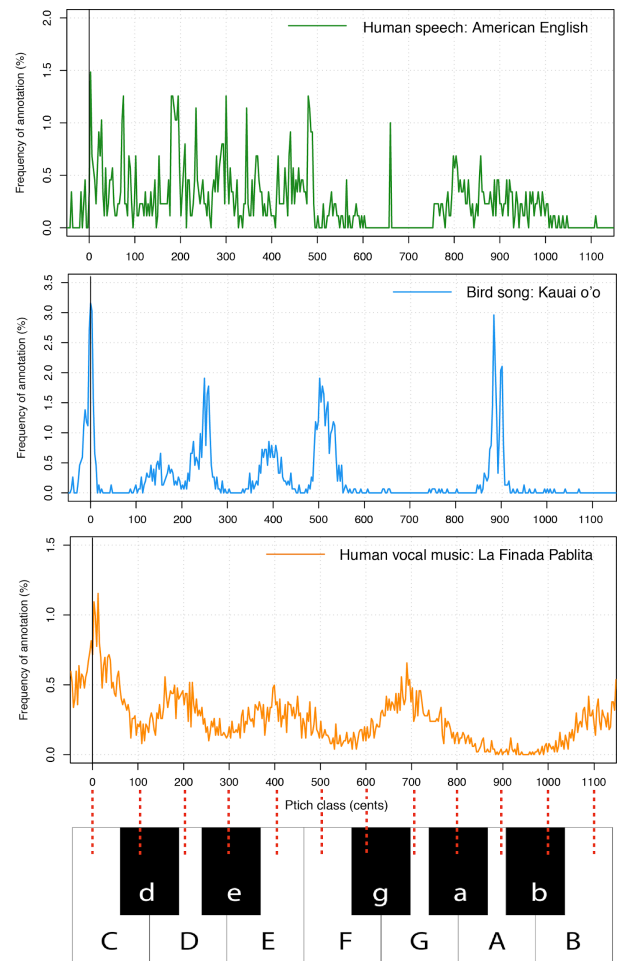 Human speech: American English
Frequency of annotation (%)
2.0
1.5
1.0
0.5
0.0
0 100 200 300 400 500 600 700 800 900 1000 1100
Bird song: Kauai o’o
Frequency of annotation (%)
3.5
3.0
2.5
2.0
1.5
1.0
0.5
0.0
0 100 200 300 400 500 600 700 800 900 1000 1100
Human vocal music: La Finada Pablita
Frequency of annotation (%)
1.5
1.0
0.5
0.0
0 100 200 300 400 500 600 700 800 900 1000 1100
Ptich class (cents)
d e g a b
C D E F G A B